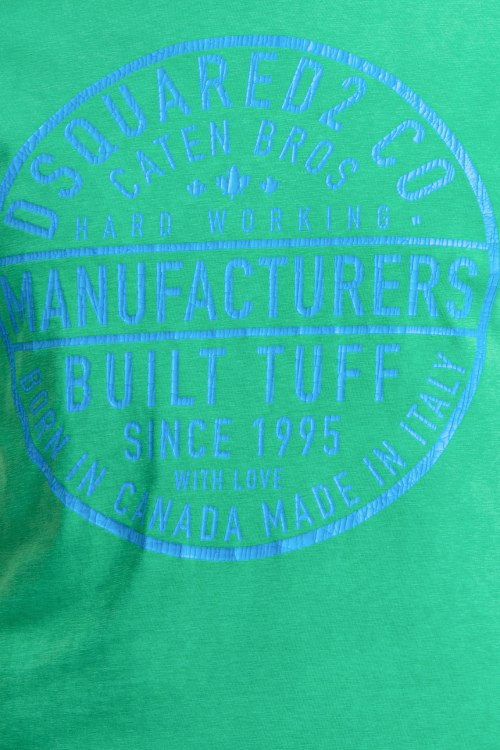 DSQUARED2 CO
CATEN BROS
HARD WORKING.
MANUFACTURERS
BUILT TUFF
SINCE 1995
WITH LOVE
BORN IN CANADA MADE IN ITALY